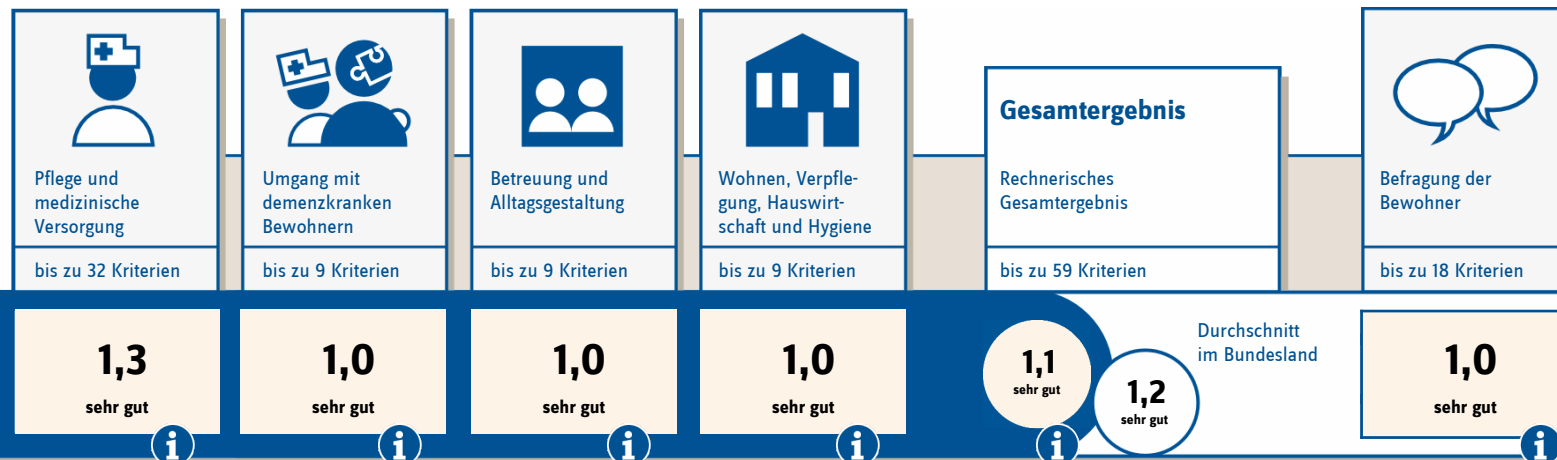 Pflege und
medizinische
Versorgung
bis zu 32 Kriterien
1,3
sehr gut
i
Umgang mit
demenzkranken
Bewohnern
bis zu 9 Kriterien
1,0
sehr gut
i
Betreuung und
Alltagsgestaltung
bis zu 9 Kriterien
1,0
sehr gut
i
Wohnen, Verpfle-
gung, Hauswirt-
schaft und Hygiene
bis zu 9 Kriterien
1,0
sehr gut
i
Gesamtergebnis
Rechnerisches
Gesamtergebnis
bis zu 59 Kriterien
1,1
sehr gut
i
1,2
sehr gut
Durchschnitt
im Bundesland
Befragung der
Bewohner
bis zu 18 Kriterien
1,0
sehr gut
i